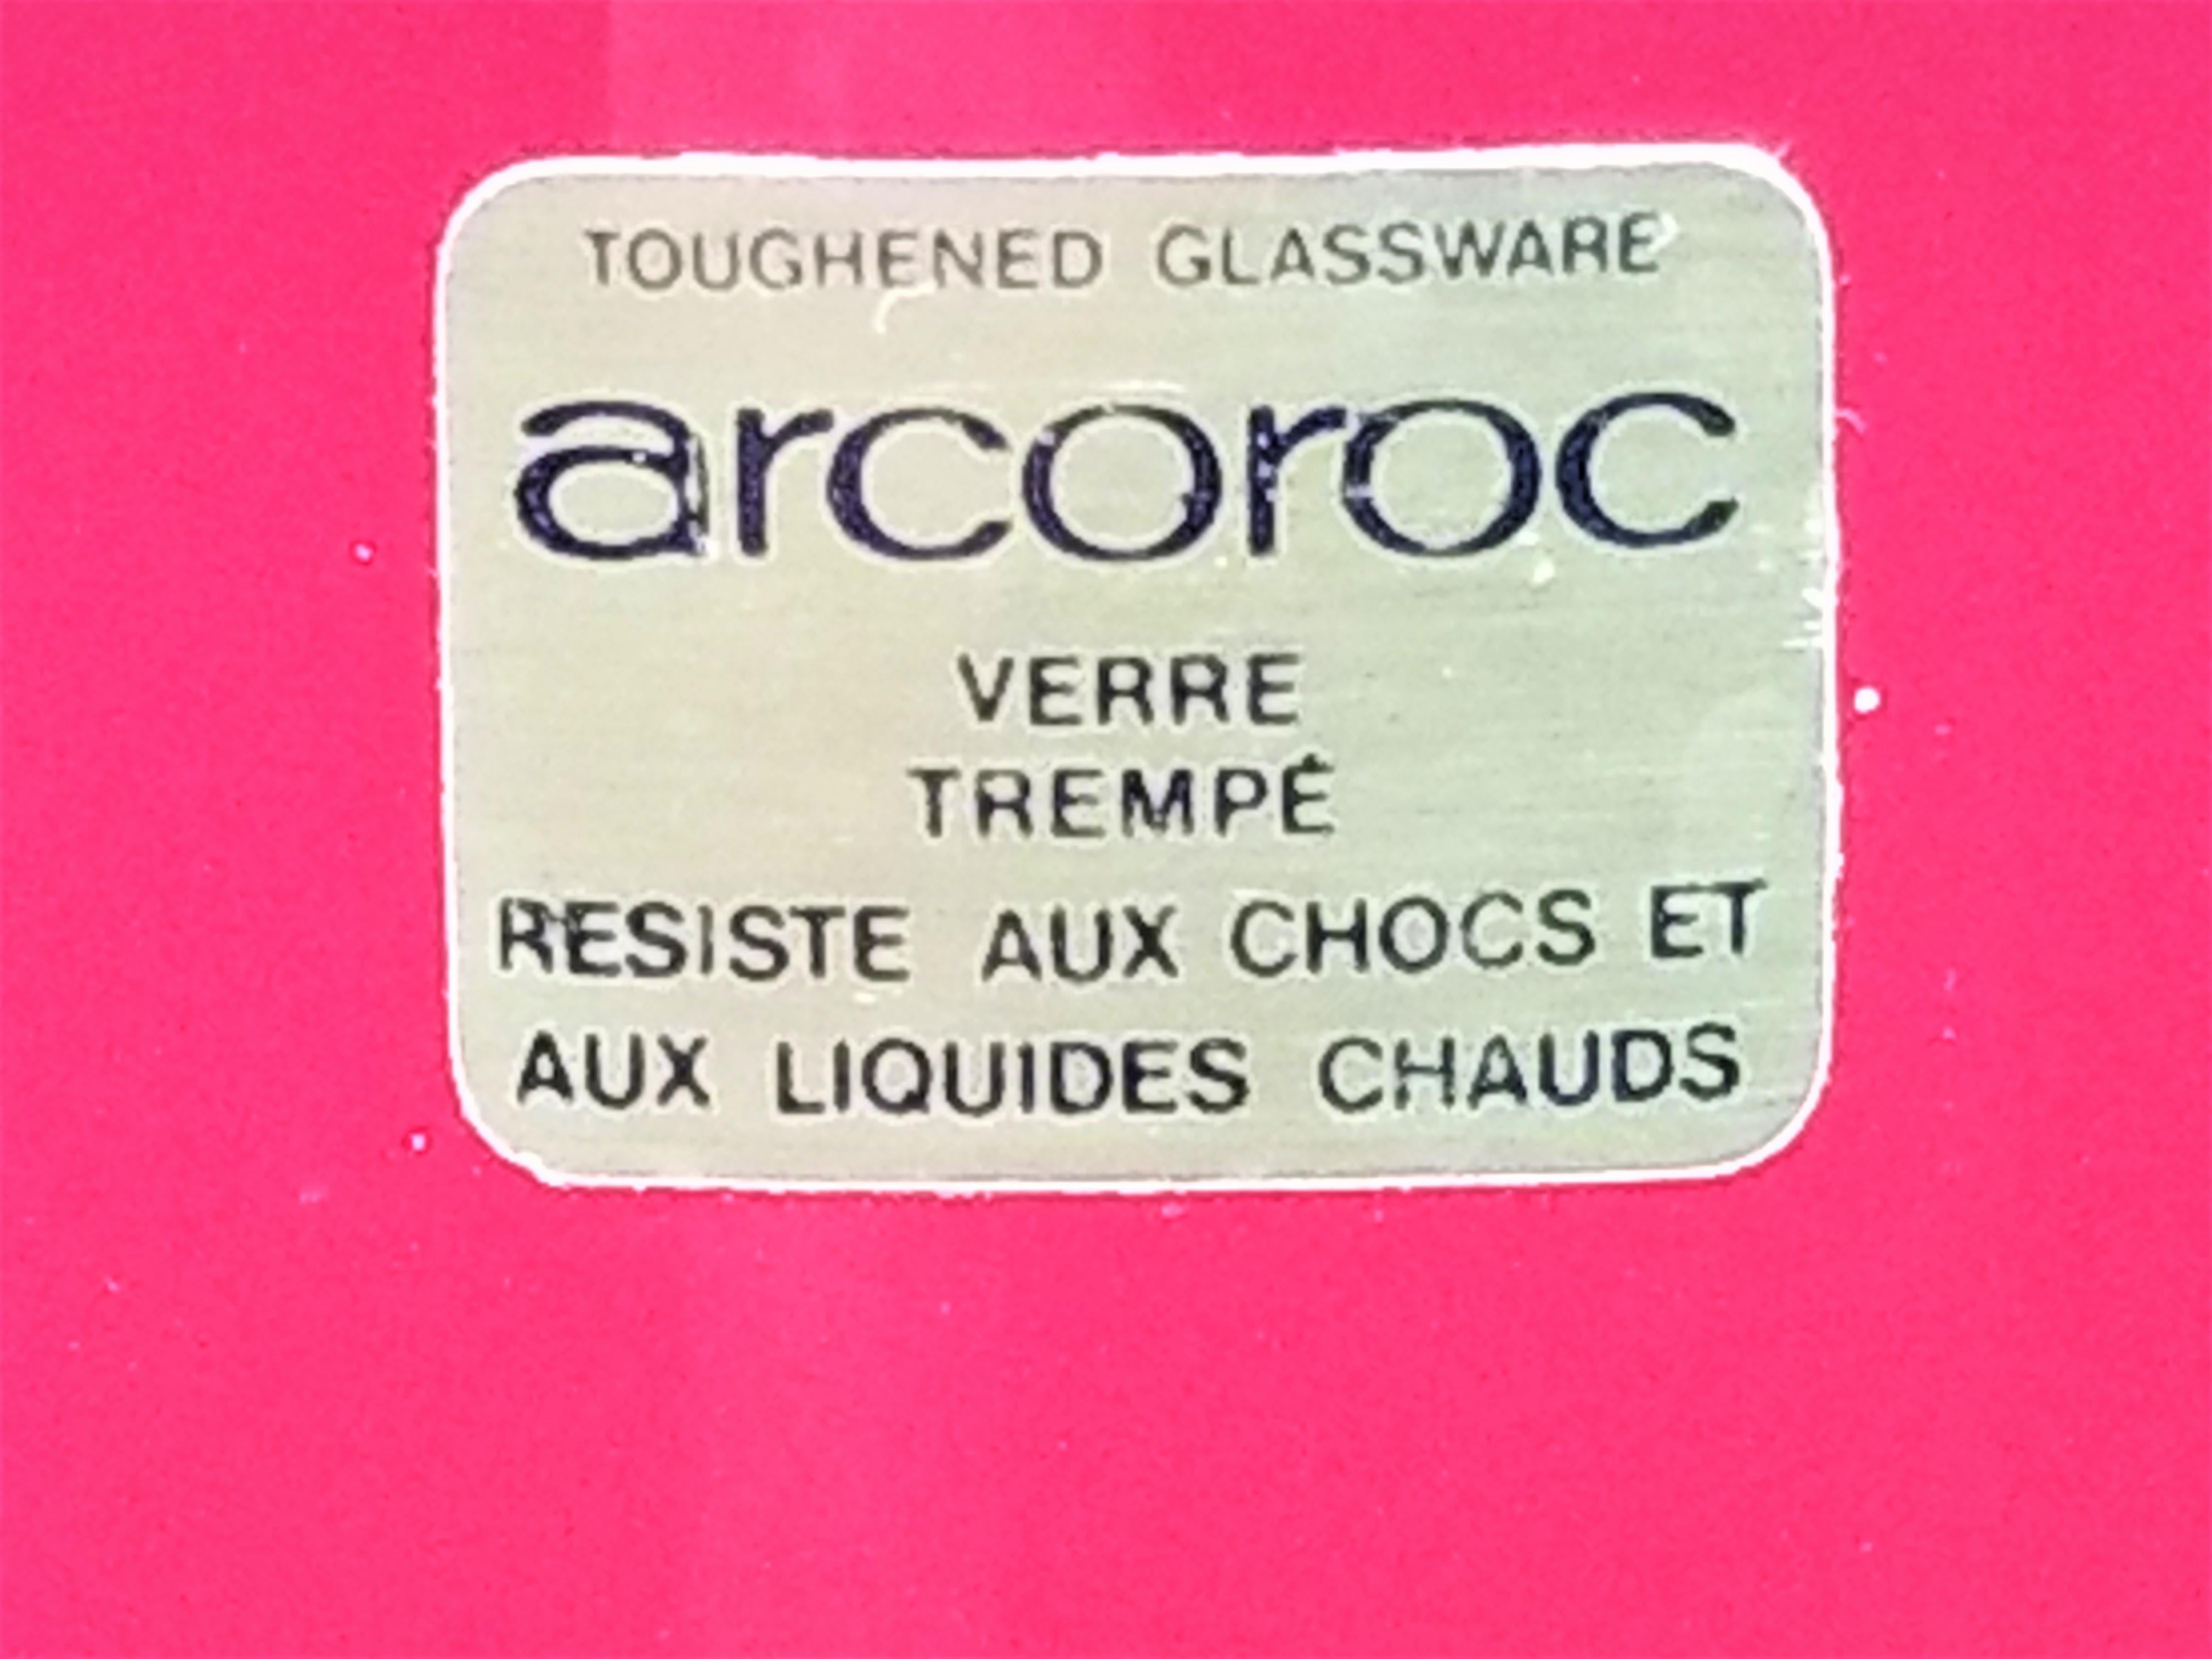 TOUGHENED GLASSWARE
arcoroc
VERRE
TREMPÉ
RESISTE AUX CHOCS ET
AUX LIQUIDES CHAUDS